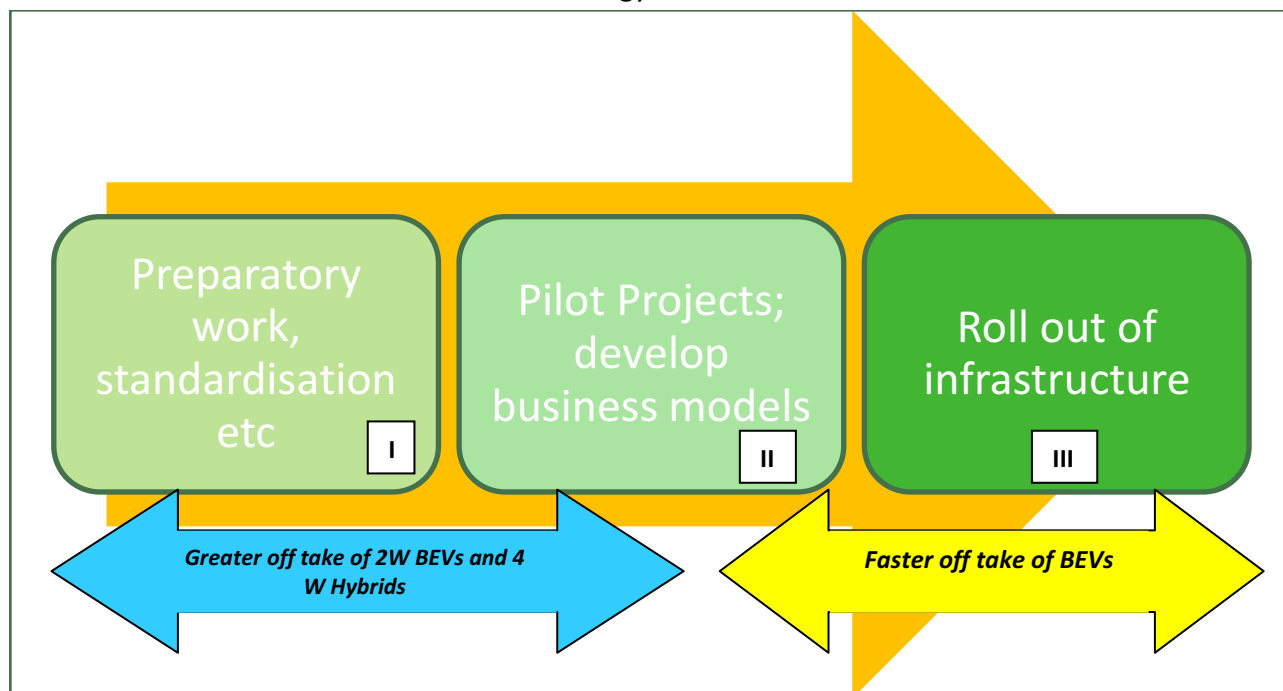 Preparatory
work,
standardisation
etc
I
Pilot Projects;
develop
business models
II
Roll out of
infrastructure
III
Greater off take of 2W BEVs and 4
W Hybrids
Faster off take of BEVs